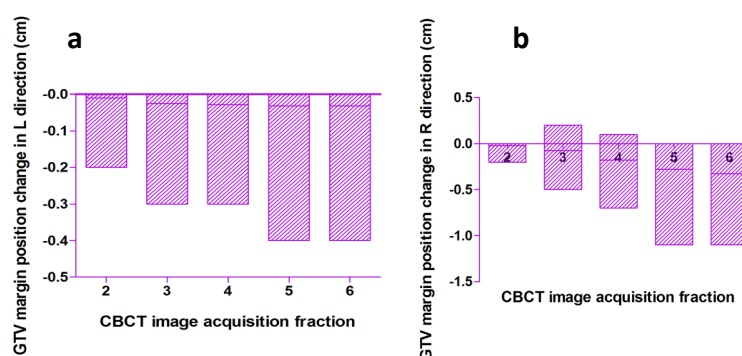 a
GTV margin position change in L direction (cm)
-0.0
-0.1
-0.2
-0.3
-0.4
-0.5
2 3 4 5 6
CBCT image acquisition fraction
b
GTV margin position change in R direction (cm)
0.5
0.0
-0.5
-1.0
-1.5
2 3 4 5 6
CBCT image acquisition fraction